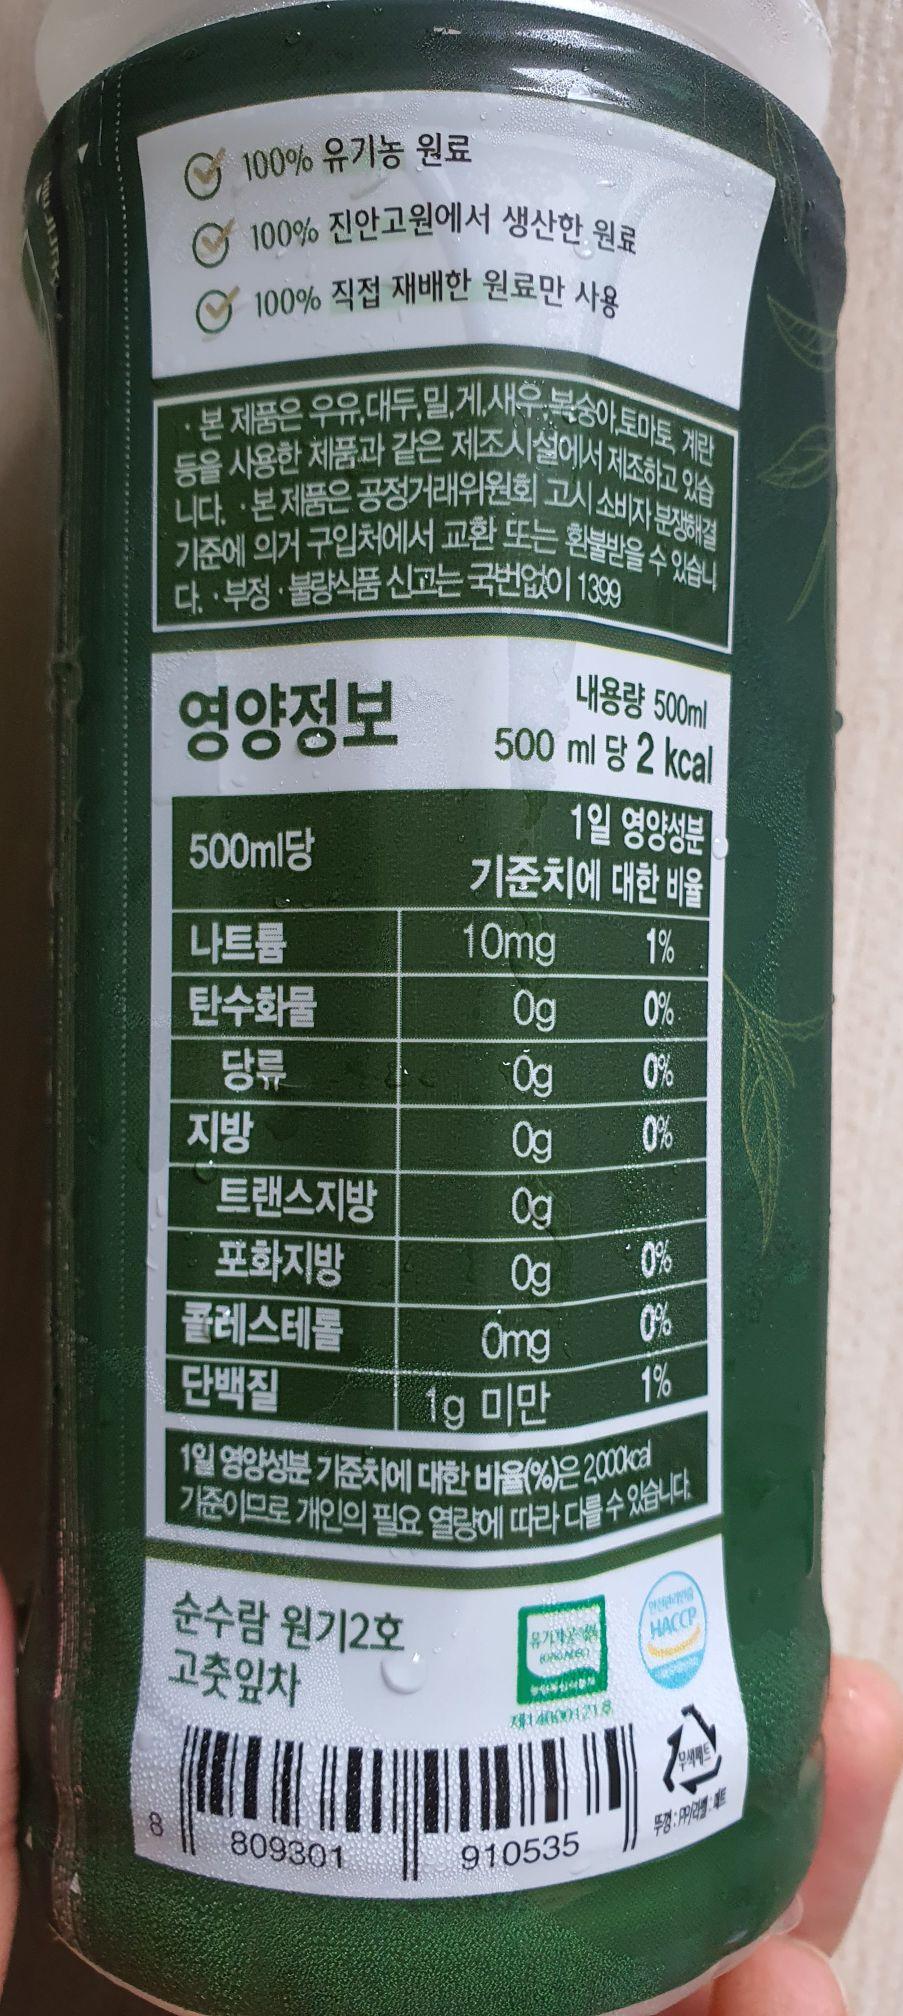 100% 유기농 원료
100% 진안고원에서 생산한 원료
100% 직접 재배한 원료만 사용
· 본 제품은 우유,대두,밀,게,새우,복숭아,토마토, 계란
등을 사용한 제품과 같은 제조시설에서 제조하고 있습
니다. · 본 제품은 공정거래위원회 고시 소비자 분쟁해결
기준에 의거 구입처에서 교환 또는 환불받을 수 있습니
다. · 부정 · 불량식품 신고는 국번없이 1399
영양정보
내용량 500ml
500 ml 당 2 kcal
500ml당
1일 영양성분
기준치에 대한 비율
나트륨 10mg 1%
탄수화물 0g 0%
당류 0g 0%
지방 0g 0%
트랜스지방 0g
포화지방 0g 0%
콜레스테롤 0mg 0%
단백질 1g 미만 1%
1일 영양성분 기준치에 대한 비율(%)은 2,000kcal
기준이므로 개인의 필요 열량에 따라 다를 수 있습니다.
순수람 원기2호
고춧잎차
HACCP
무색페트
뚜껑:PP/라벨:페트
8 809301 910535